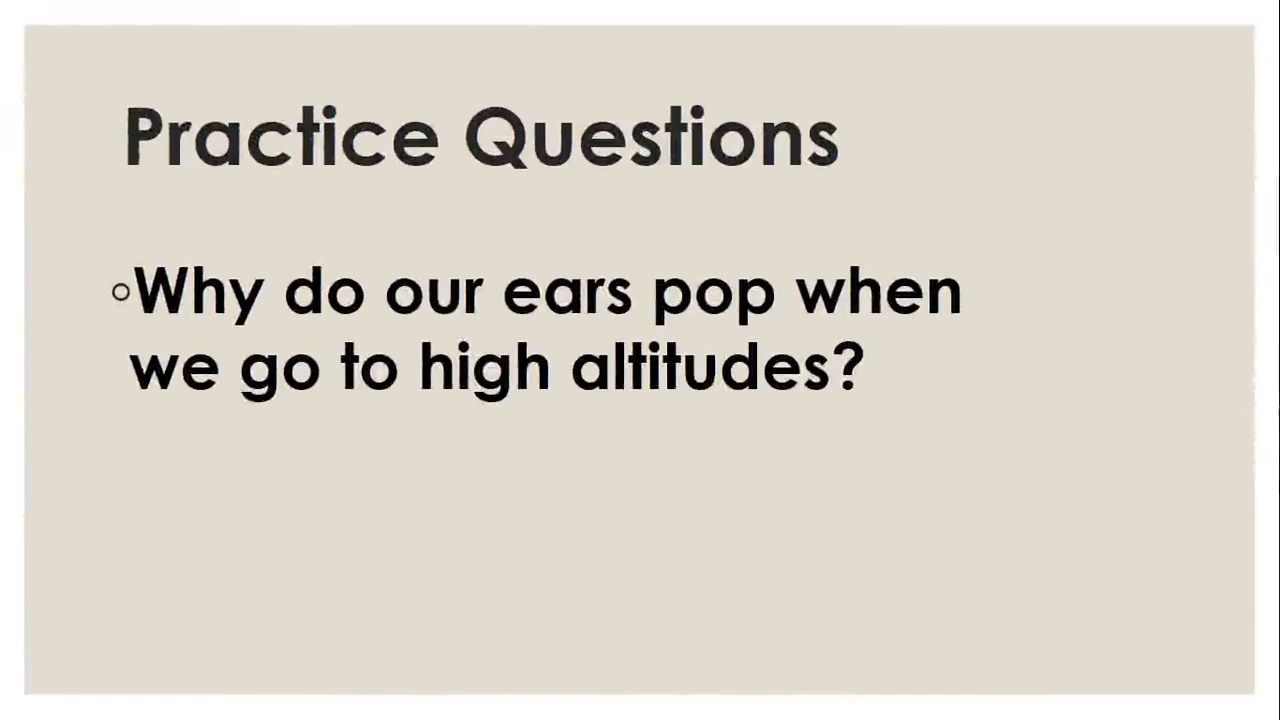 Practice Questions
◦Why do our ears pop when
we go to high altitudes?